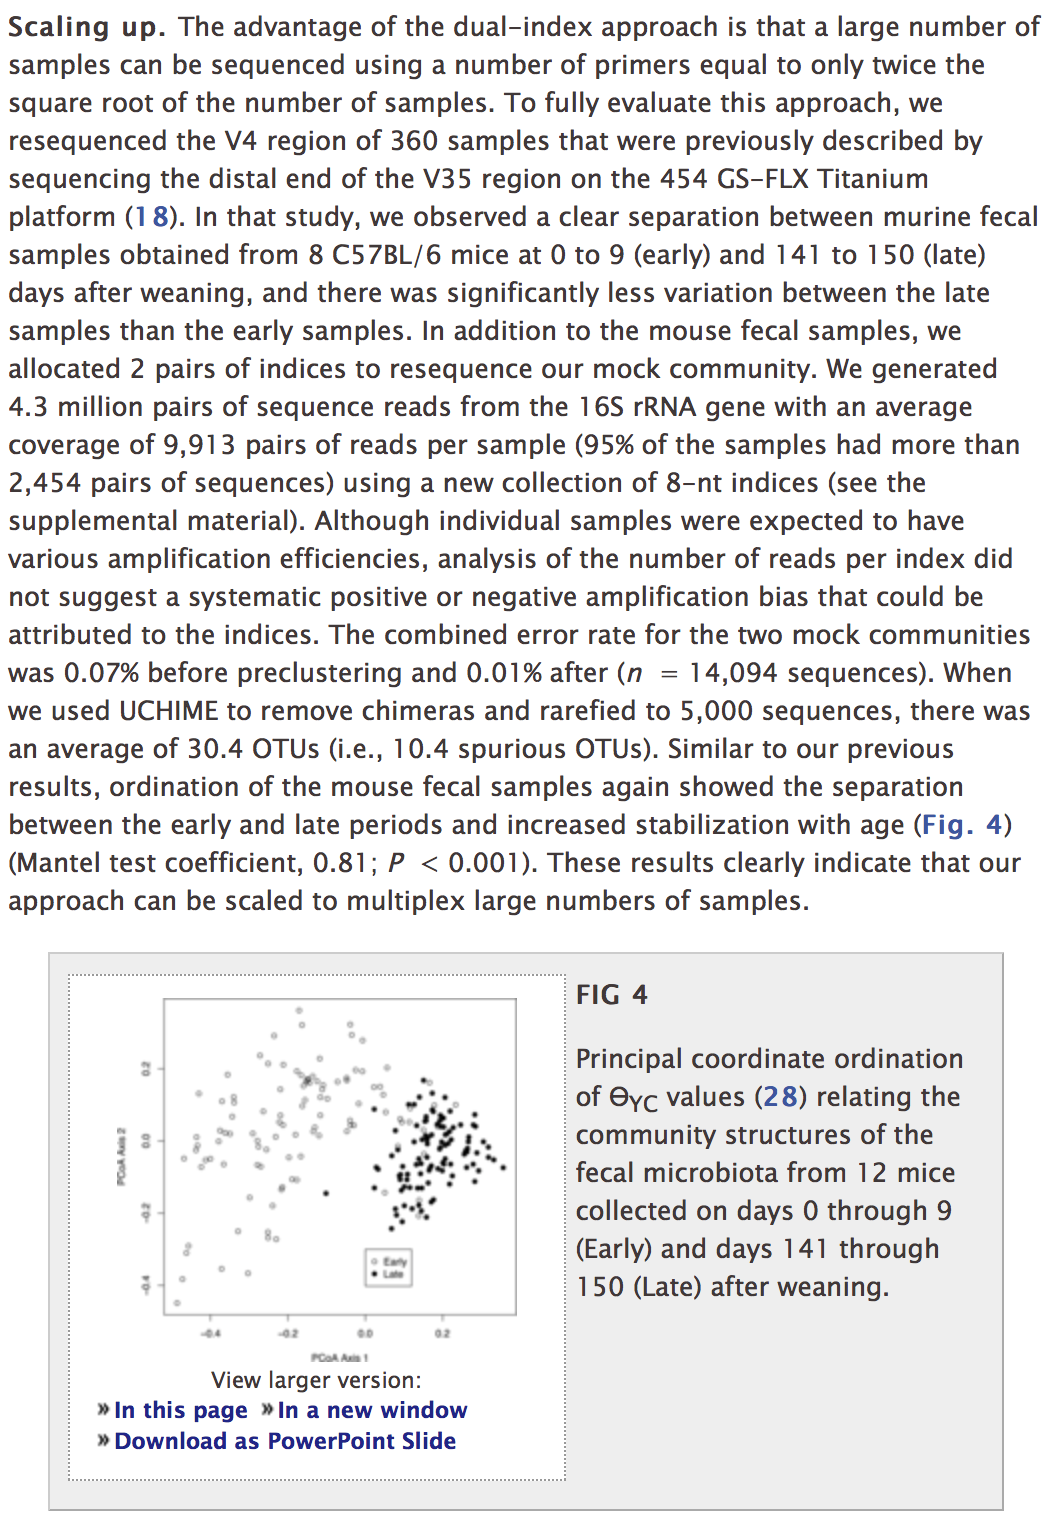 Scaling up. The advantage of the dual-index approach is that a large number of
samples can be sequenced using a number of primers equal to only twice the
square root of the number of samples. To fully evaluate this approach, we
resequenced the V4 region of 360 samples that were previously described by
sequencing the distal end of the V35 region on the 454 GS-FLX Titanium
platform (18). In that study, we observed a clear separation between murine fecal
samples obtained from 8 C57BL/6 mice at 0 to 9 (early) and 141 to 150 (late)
days after weaning, and there was significantly less variation between the late
samples than the early samples. In addition to the mouse fecal samples, we
allocated 2 pairs of indices to resequence our mock community. We generated
4.3 million pairs of sequence reads from the 16S rRNA gene with an average
coverage of 9,913 pairs of reads per sample (95% of the samples had more than
2,454 pairs of sequences) using a new collection of 8-nt indices (see the
supplemental material). Although individual samples were expected to have
various amplification efficiencies, analysis of the number of reads per index did
not suggest a systematic positive or negative amplification bias that could be
attributed to the indices. The combined error rate for the two mock communities
was 0.07% before preclustering and 0.01% after (n = 14,094 sequences). When
we used UCHIME to remove chimeras and rarefied to 5,000 sequences, there was
an average of 30.4 OTUs (i.e., 10.4 spurious OTUs). Similar to our previous
results, ordination of the mouse fecal samples again showed the separation
between the early and late periods and increased stabilization with age (Fig. 4)
(Mantel test coefficient, 0.81; P < 0.001). These results clearly indicate that our
approach can be scaled to multiplex large numbers of samples.
PCoA Axis 2
0.2
0.0
-0.2
-0.4
Early
Late
-0.4 -0.2 0.0 0.2
PCoA Axis 1
View larger version:
» In this page » In a new window
» Download as PowerPoint Slide
FIG 4
Principal coordinate ordination
of ΘYC values (28) relating the
community structures of the
fecal microbiota from 12 mice
collected on days 0 through 9
(Early) and days 141 through
150 (Late) after weaning.